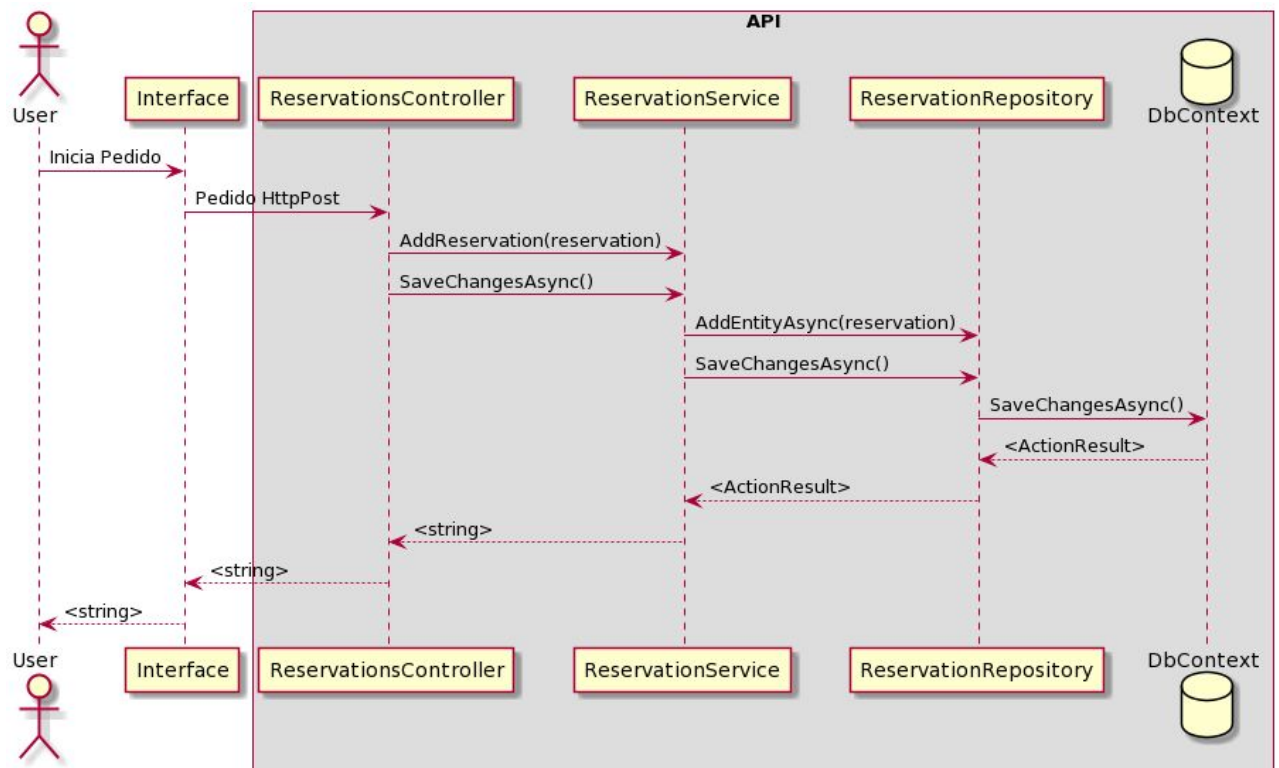 API
User
Interface
ReservationsController
ReservationService
ReservationRepository
DbContext
Inicia Pedido
Pedido HttpPost
AddReservation(reservation)
SaveChangesAsync()
AddEntityAsync(reservation)
SaveChangesAsync()
SaveChangesAsync()
<ActionResult>
<ActionResult>
<string>
<string>
<string>
User
Interface
ReservationsController
ReservationService
ReservationRepository
DbContext